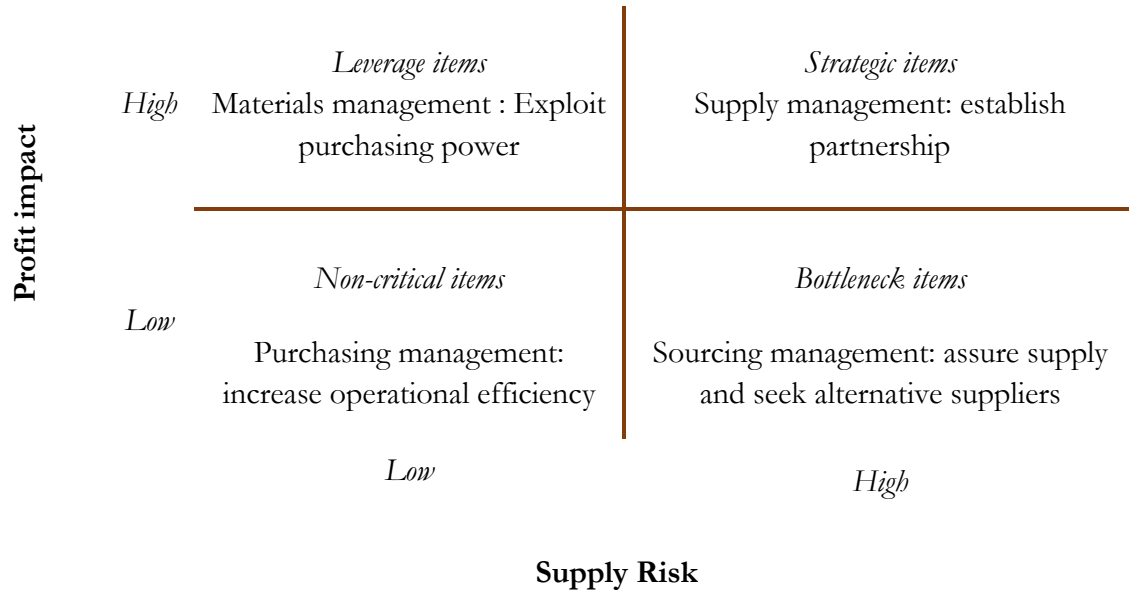 Leverage items
Strategic items
High
Materials management : Exploit
purchasing power
Supply management: establish
partnership
Profit impact
Non-critical items
Bottleneck items
Low
Purchasing management:
increase operational efficiency
Sourcing management: assure supply
and seek alternative suppliers
Low
High
Supply Risk